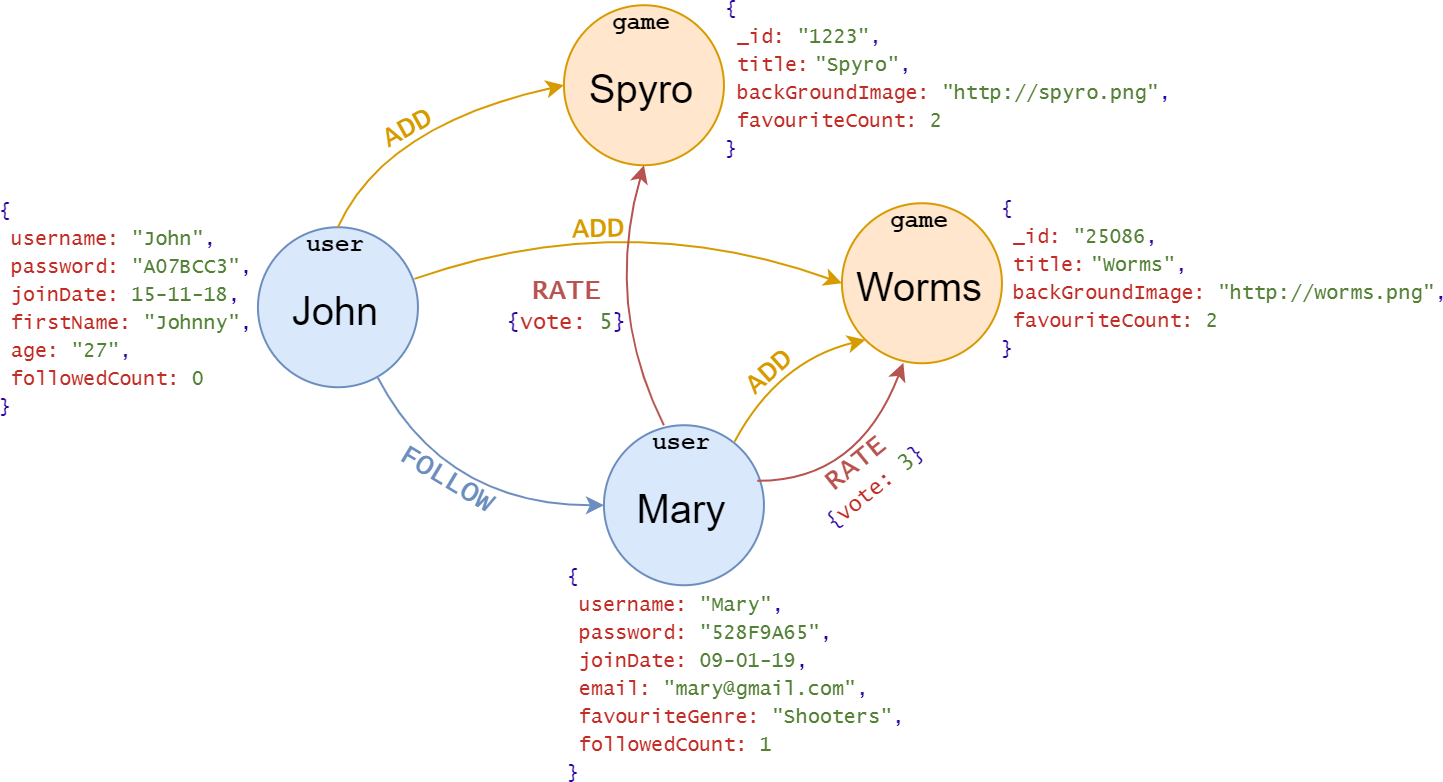 game
Spyro
{
_id: "1223",
title: "Spyro",
backGroundImage: "http://spyro.png",
favouriteCount: 2
}
ADD
{
username: "John",
password: "A07BCC3",
joinDate: 15-11-18,
firstName: "Johnny",
age: "27",
followedCount: 0
}
user
John
ADD
RATE
{vote: 5}
game
Worms
{
_id: "25086,
title: "Worms",
backGroundImage: "http://worms.png",
favouriteCount: 2
}
ADD
FOLLOW
RATE
{vote: 3}
user
Mary
{
username: "Mary",
password: "528F9A65",
joinDate: 09-01-19,
email: "mary@gmail.com",
favouriteGenre: "Shooters",
followedCount: 1
}